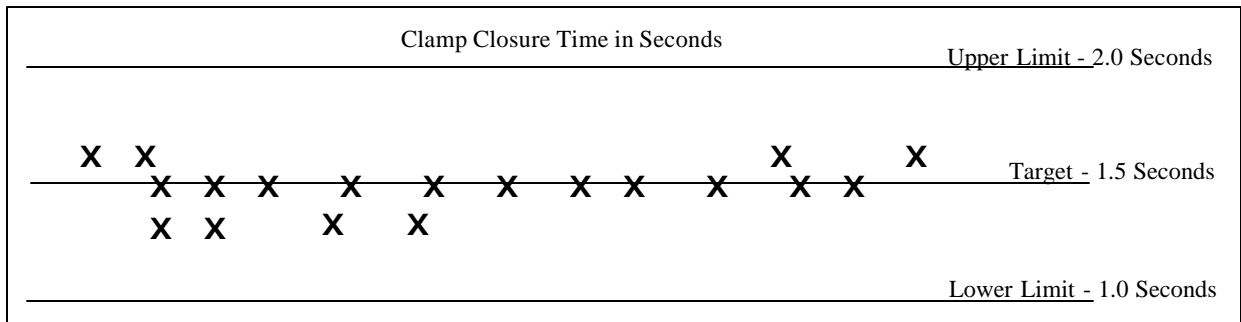 Clamp Closure Time in Seconds
Upper Limit - 2.0 Seconds
X X X X
X X X X X X X X X X X
Target - 1.5 Seconds
X X X X
Lower Limit - 1.0 Seconds